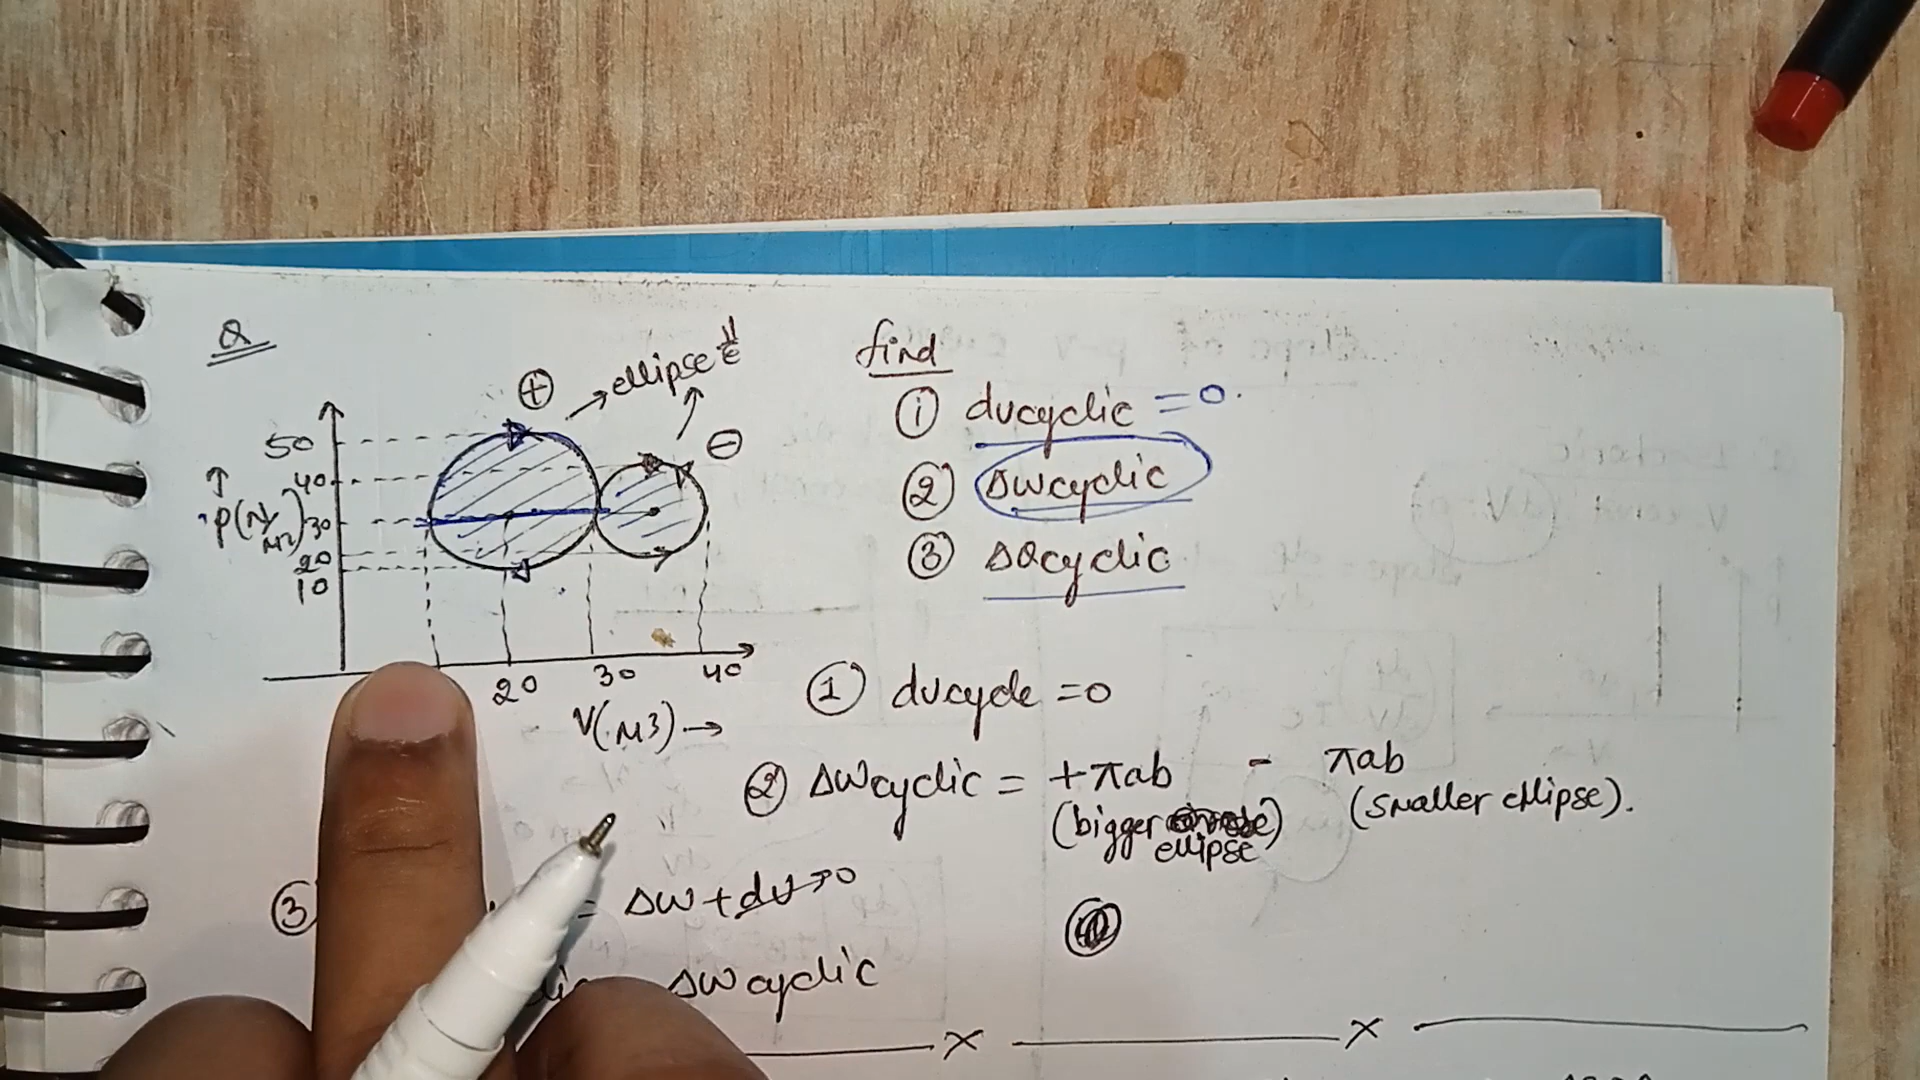 Q
⊕ → ellipse
⊖
50
40
↑ P(N/M2) 30
20
10
20 30 40
V(M3) →
find
① ducyclic = 0.
② Δwcyclic
③ ΔQcyclic
① ducycle = 0
② Δwcyclic = + πab - πab
(bigger ellipse) (smaller ellipse).
③ = Δw + du→0
Δwcyclic
x x